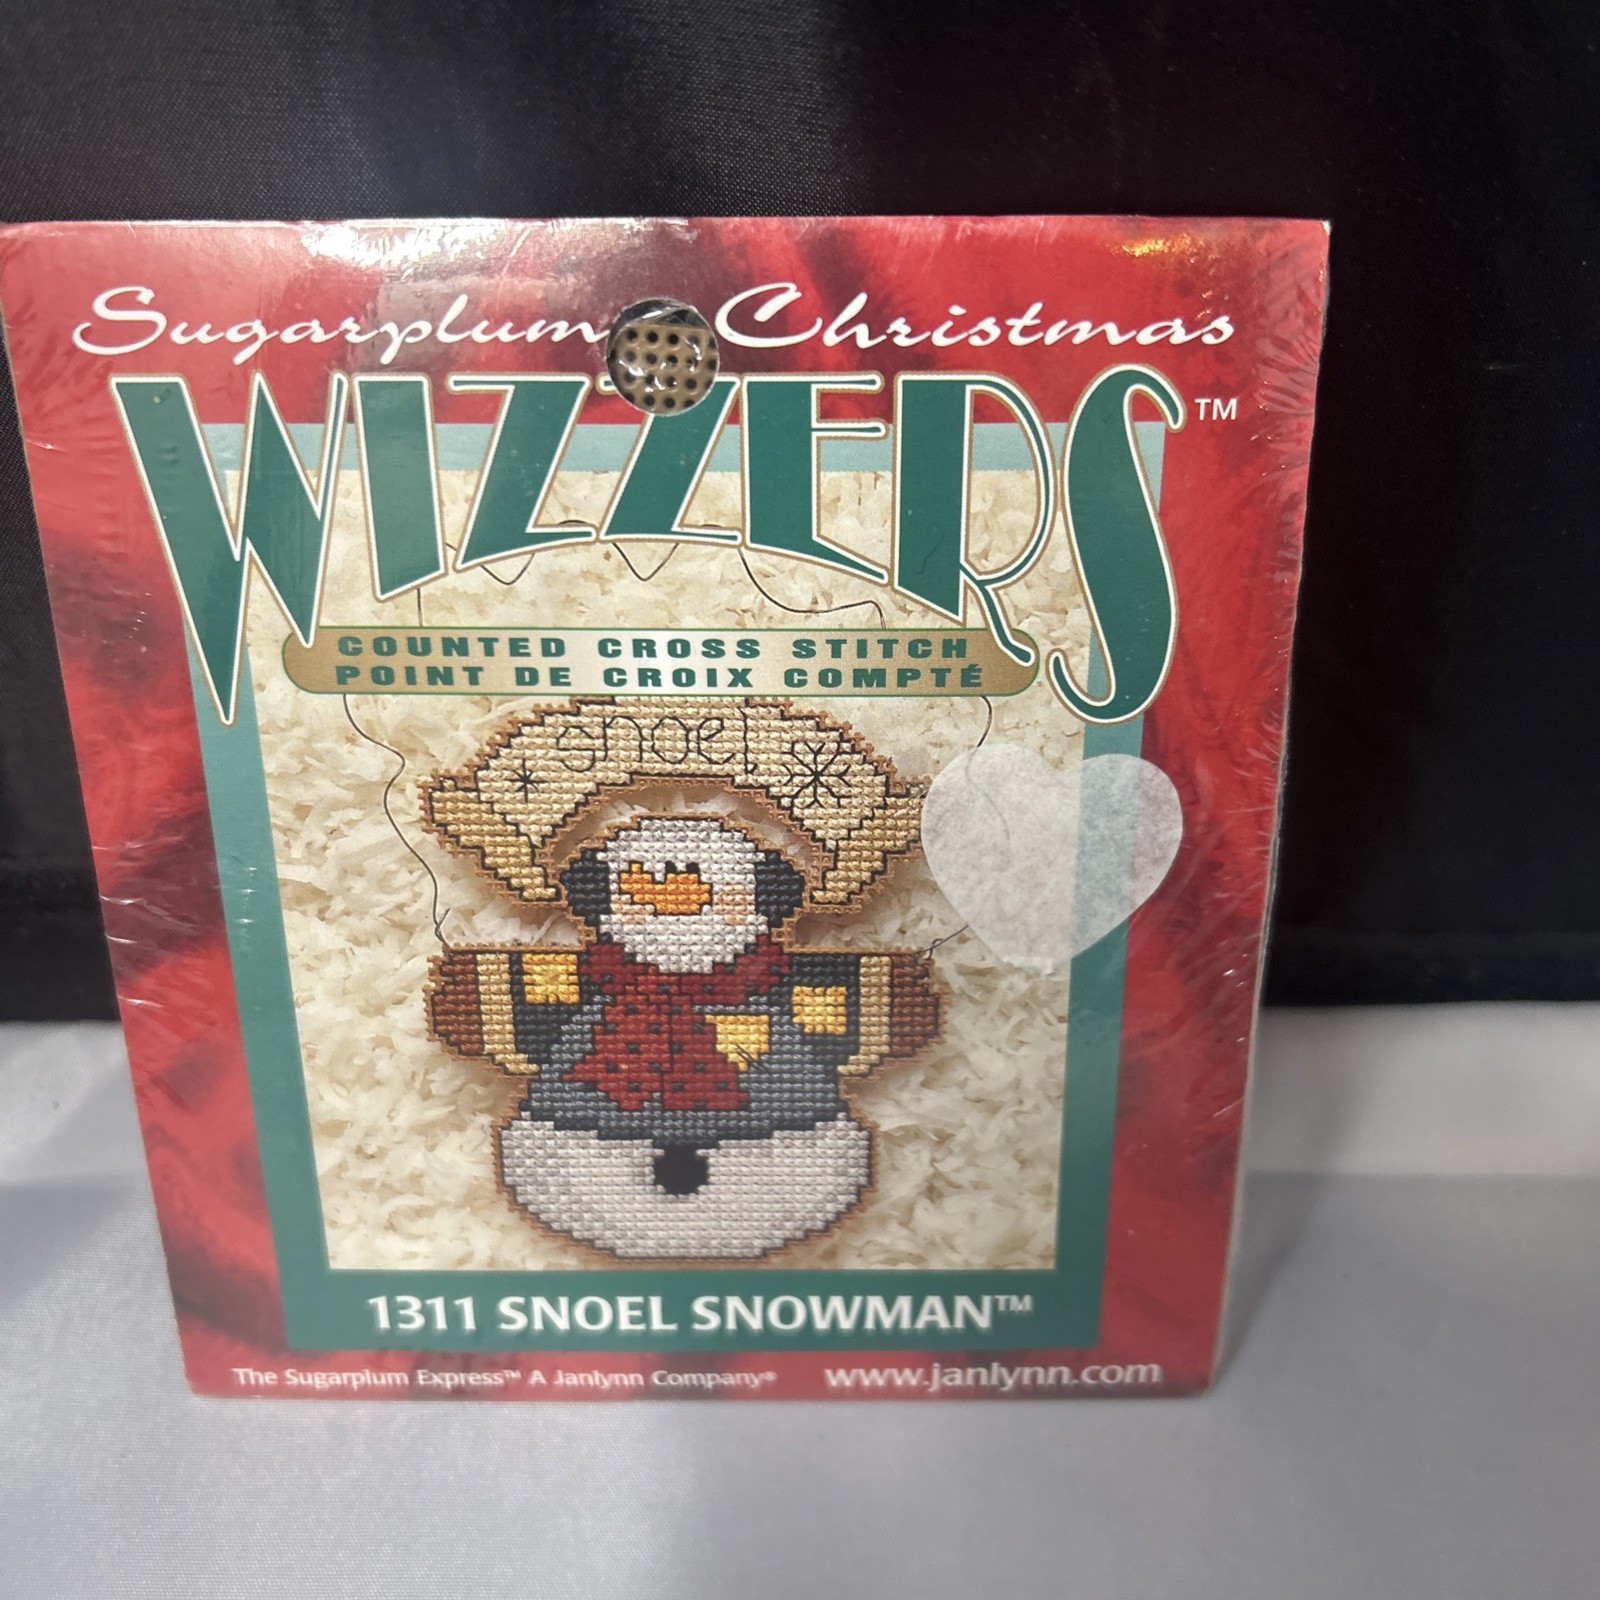 Sugarplum Christmas
WIZZERS™
COUNTED CROSS STITCH
POINT DE CROIX COMPTÉ
snoel
1311 SNOEL SNOWMAN™
The Sugarplum Express™ A Janlynn Company® www.janlynn.com